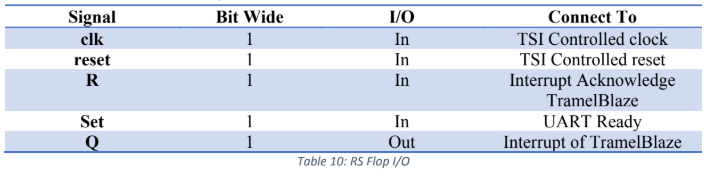 Signal Bit Wide I/O Connect To
clk 1 In TSI Controlled clock
reset 1 In TSI Controlled reset
R 1 In Interrupt Acknowledge
TramelBlaze
Set 1 In UART Ready
Q 1 Out Interrupt of TramelBlaze
Table 10: RS Flop I/O